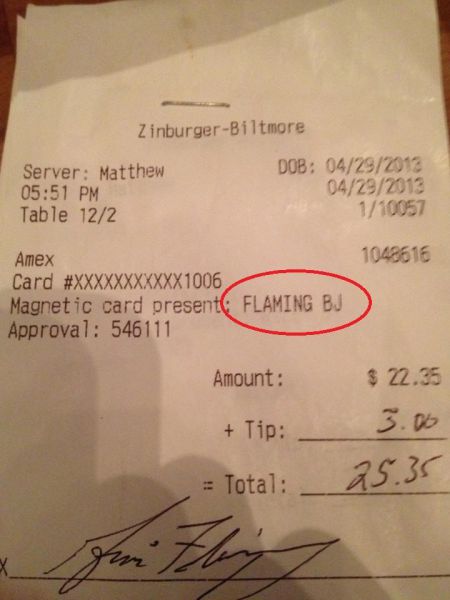 Zinburger-Biltmore
Server: Matthew DOB: 04/29/2013
05:51 PM 04/29/2013
Table 12/2 1/10057
Amex 1048616
Card #XXXXXXXXXXX1006
Magnetic card present: FLAMING BJ
Approval: 546111
Amount: $ 22.35
+ Tip: 3.00
= Total: 25.35
X